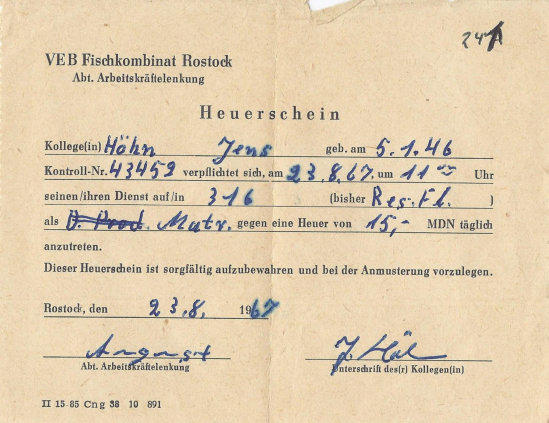 VEB Fischkombinat Rostock
Abt. Arbeitskräftelenkung
Heuerschein
Kollege(in) Höhn Jens geb. am 5.1.46
Kontroll-Nr. 43459 verpflichtet sich, am 23.8.67. um 11 Uhr
seinen/ihren Dienst auf/in 316 (bisher Res. Fl. )
als D. Prod. Matr. gegen eine Heuer von 15,- MDN täglich
anzutreten.
Dieser Heuerschein ist sorgfältig aufzubewahren und bei der Anmusterung vorzulegen.
Rostock, den 23.8. 1967
J. Höhn
Abt. Arbeitskräftelenkung Unterschrift des(r) Kollegen(in)
II 15-85 Cng 38 10 891